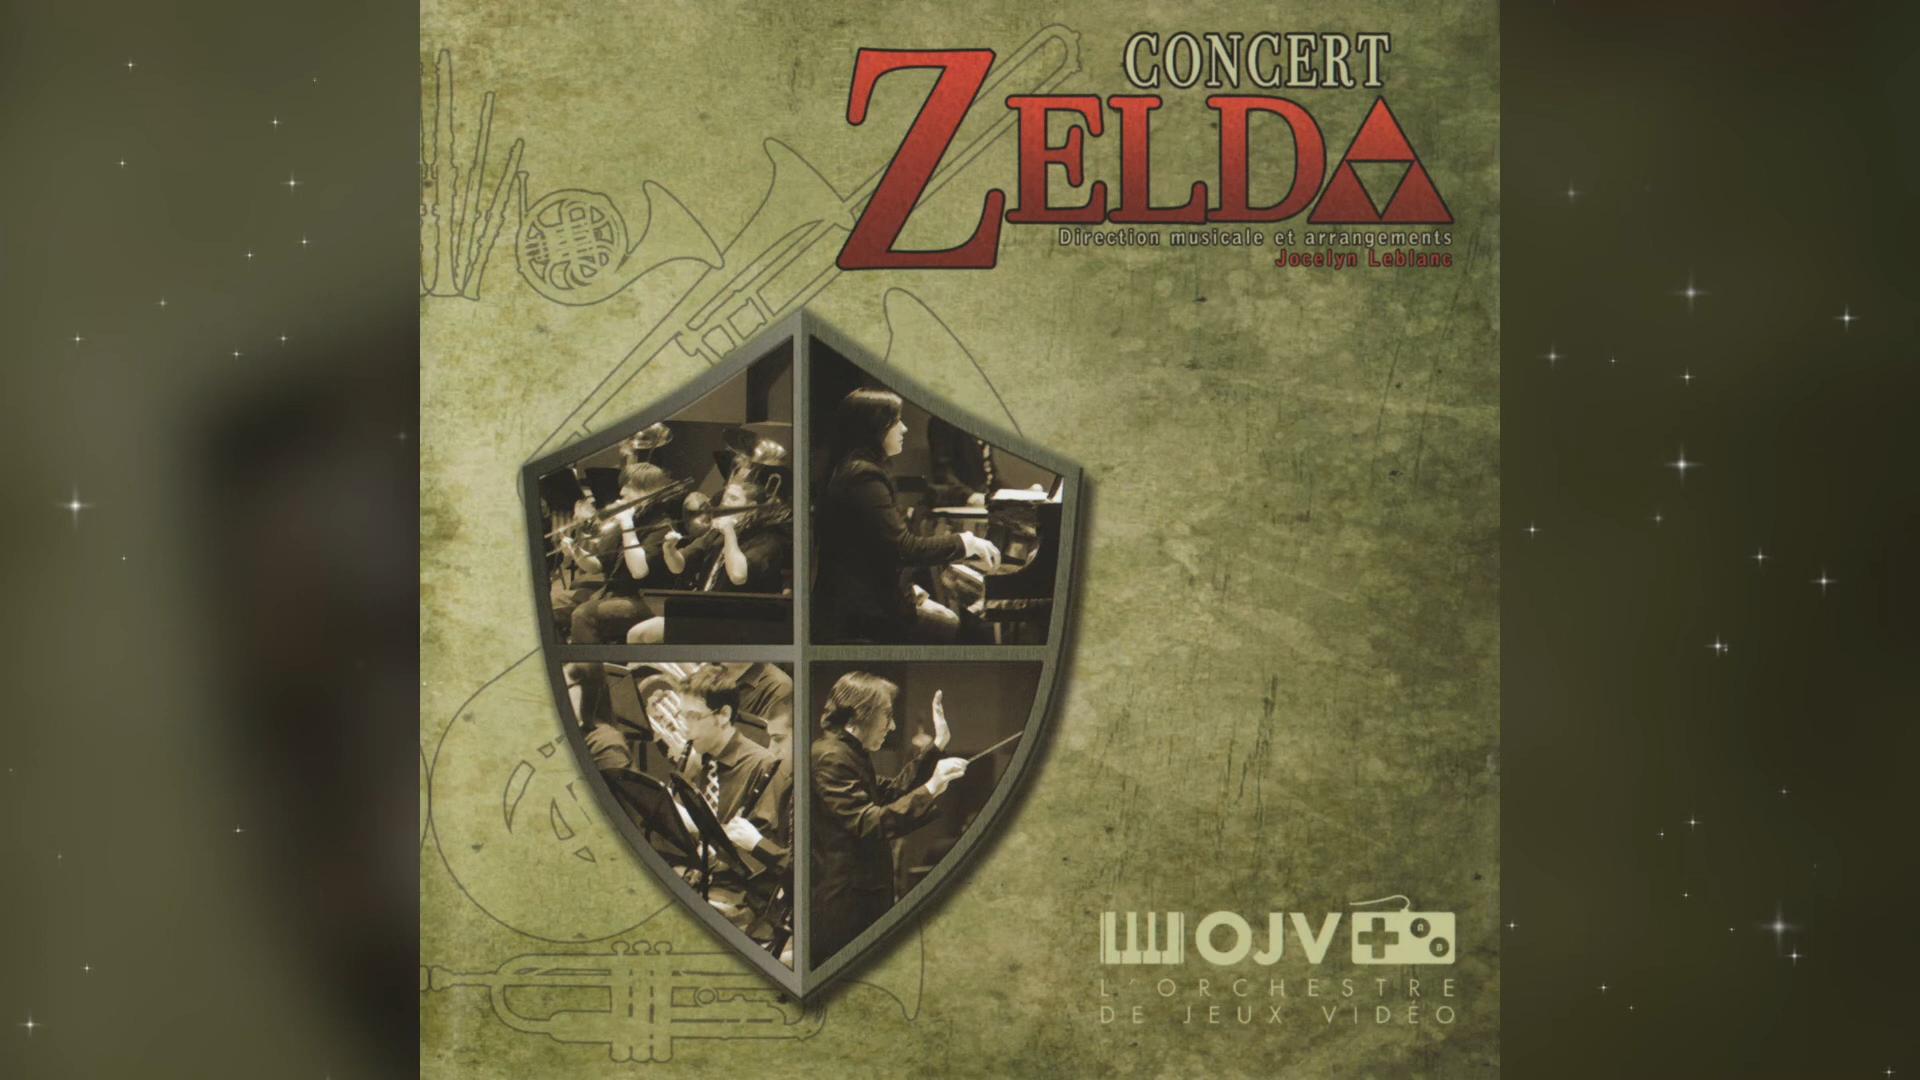 CONCERT
ZELDA
Direction musicale et arrangements
Jocelyn Leblanc
OJV
A
B
L'ORCHESTRE
DE JEUX VIDÉO